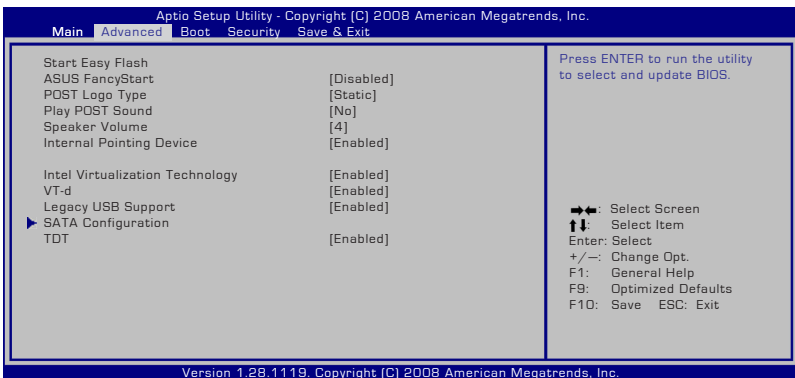 Aptio Setup Utility - Copyright (C) 2008 American Megatrends, Inc.
Main Advanced Boot Security Save & Exit
Start Easy Flash
ASUS FancyStart [Disabled]
POST Logo Type [Static]
Play POST Sound [No]
Speaker Volume [4]
Internal Pointing Device [Enabled]
Intel Virtualization Technology [Enabled]
VT-d [Enabled]
Legacy USB Support [Enabled]
SATA Configuration
TDT [Enabled]
Press ENTER to run the utility
to select and update BIOS.
→←: Select Screen
↑↓: Select Item
Enter: Select
+/—: Change Opt.
F1: General Help
F9: Optimized Defaults
F10: Save ESC: Exit
Version 1.28.1119. Copyright (C) 2008 American Megatrends, Inc.